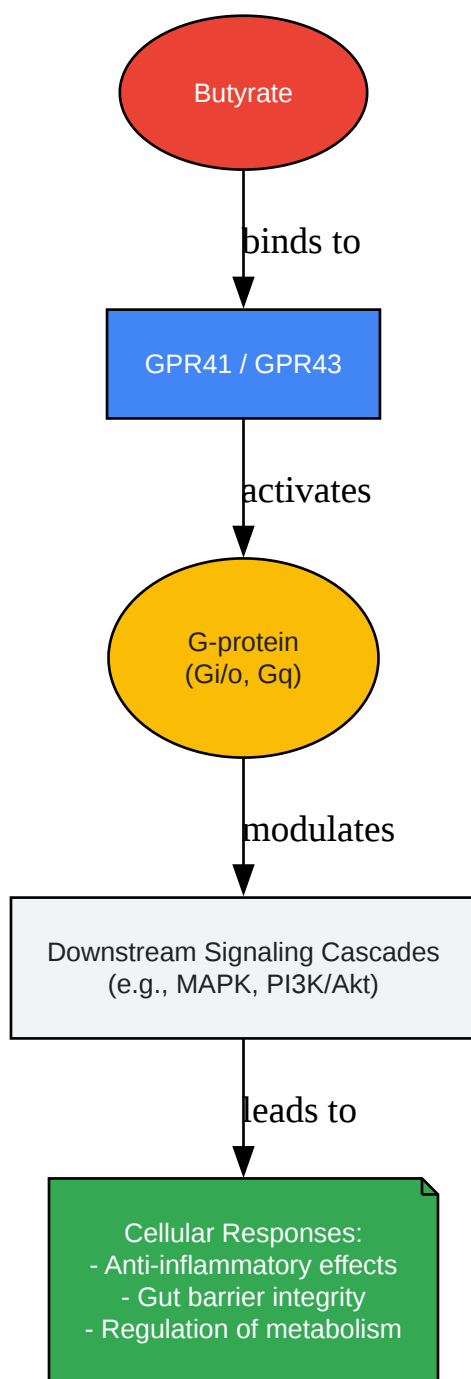 Butyrate
binds to
GPR41 / GPR43
activates
G-protein
(Gi/o, Gq)
modulates
Downstream Signaling Cascades
(e.g., MAPK, PI3K/Akt)
leads to
Cellular Responses:
- Anti-inflammatory effects
- Gut barrier integrity
- Regulation of metabolism